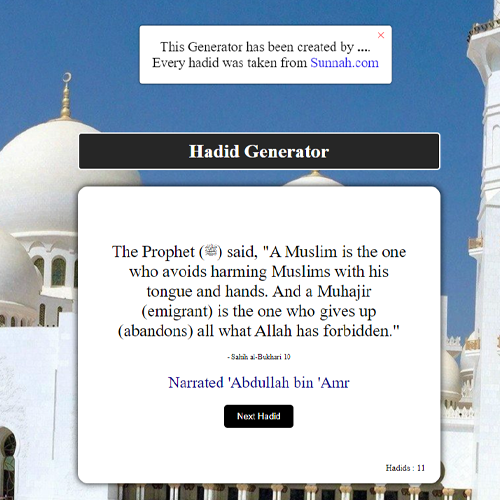 ×
This Generator has been created by ....
Every hadid was taken from Sunnah.com
Hadid Generator
The Prophet (ﷺ) said, "A Muslim is the one
who avoids harming Muslims with his
tongue and hands. And a Muhajir
(emigrant) is the one who gives up
(abandons) all what Allah has forbidden."
- Sahih al-Bukhari 10
Narrated 'Abdullah bin 'Amr
Next Hadid
Hadids : 11